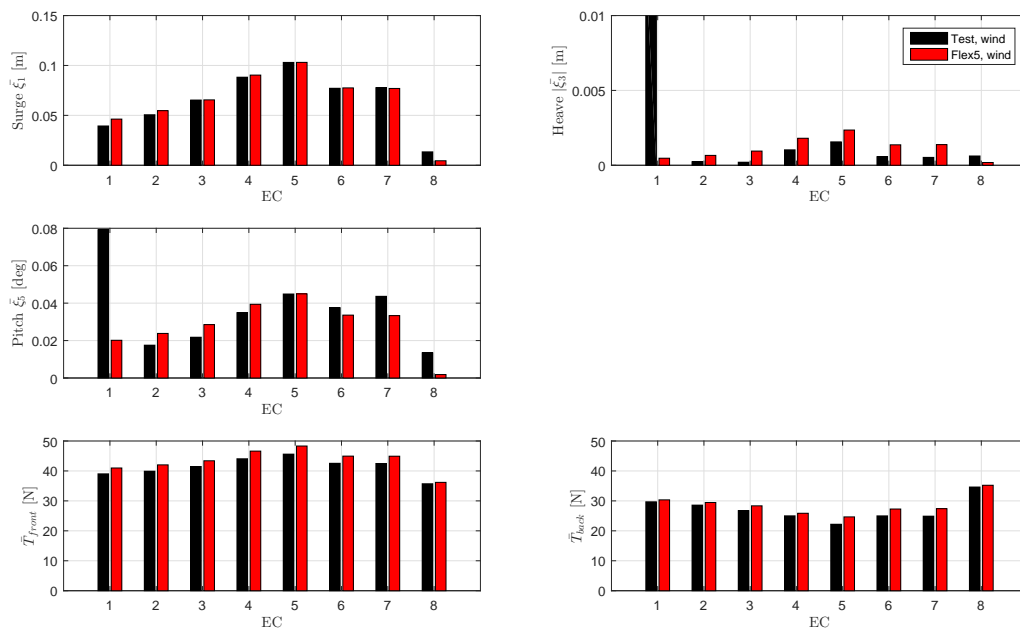 0.15
0.1
0.05
0
Surge ξ̄₁ [m]
1 2 3 4 5 6 7 8
EC
0.01
0.005
0
Heave |ξ̄₃| [m]
Test, wind
Flex5, wind
1 2 3 4 5 6 7 8
EC
0.08
0.06
0.04
0.02
0
Pitch ξ̄₅ [deg]
1 2 3 4 5 6 7 8
EC
50
40
30
20
10
0
T̄front [N]
1 2 3 4 5 6 7 8
EC
50
40
30
20
10
0
T̄back [N]
1 2 3 4 5 6 7 8
EC